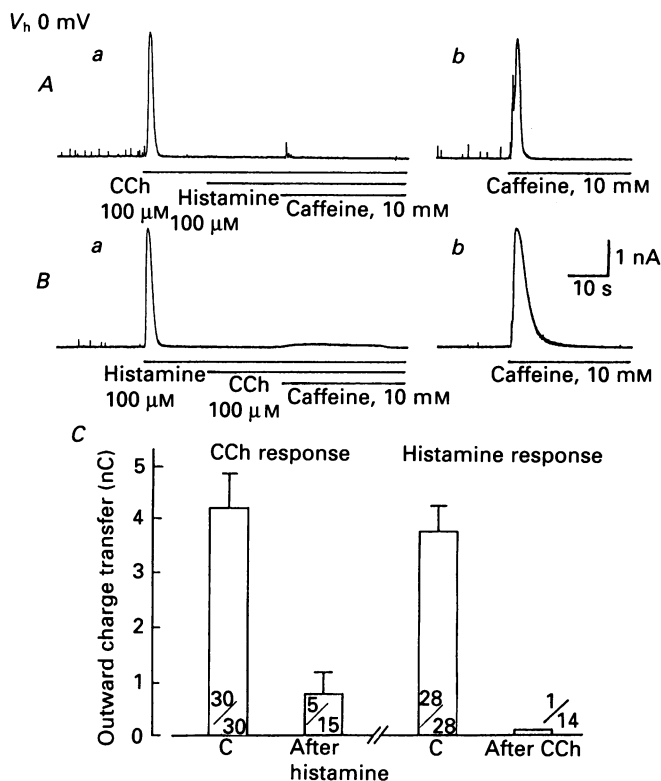 Vh 0 mV
a
b
A
CCh
100 μM
Histamine
100 μM
Caffeine, 10 mM
Caffeine, 10 mM
a
b
1 nA
10 s
B
Histamine
100 μM
CCh
100 μM
Caffeine, 10 mM
Caffeine, 10 mM
C
CCh response
Histamine response
Outward charge transfer (nC)
5
4
3
2
1
0
30/30
5/15
28/28
1/14
C
After
histamine
C
After CCh